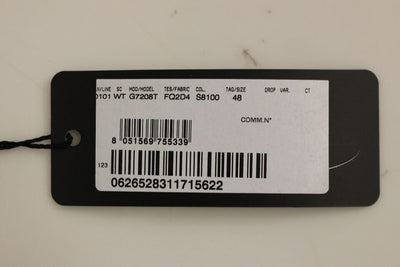 N/LINE SC MOD/MODEL TES/FABRIC COL. TAG/SIZE DROP VAR. CT
0101 WT G7208T FQ2D4 S8100 48
COMM.N°
8 051569 755339
123
0626528311715622